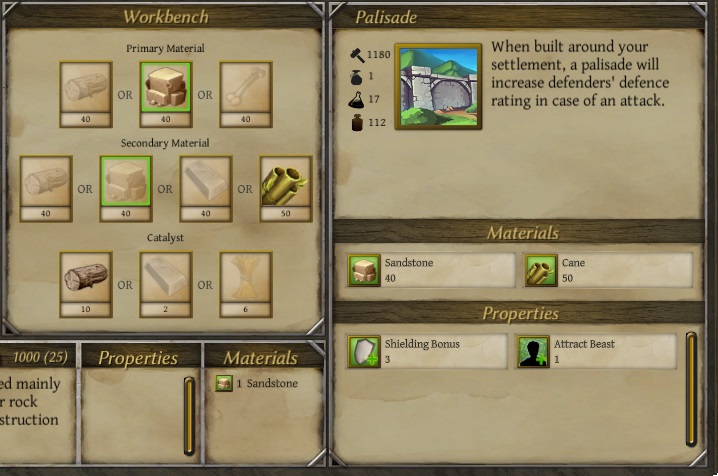 Workbench
Primary Material
OR
OR
40
40
40
Secondary Material
OR
OR
OR
40
40
40
50
Catalyst
OR
OR
10
2
6
1000 (25)
ed mainly
r rock
struction
Properties
Materials
1 Sandstone
Palisade
1180
1
17
112
When built around your
settlement, a palisade will
increase defenders' defence
rating in case of an attack.
Materials
Sandstone
40
Cane
50
Properties
Shielding Bonus
3
Attract Beast
1